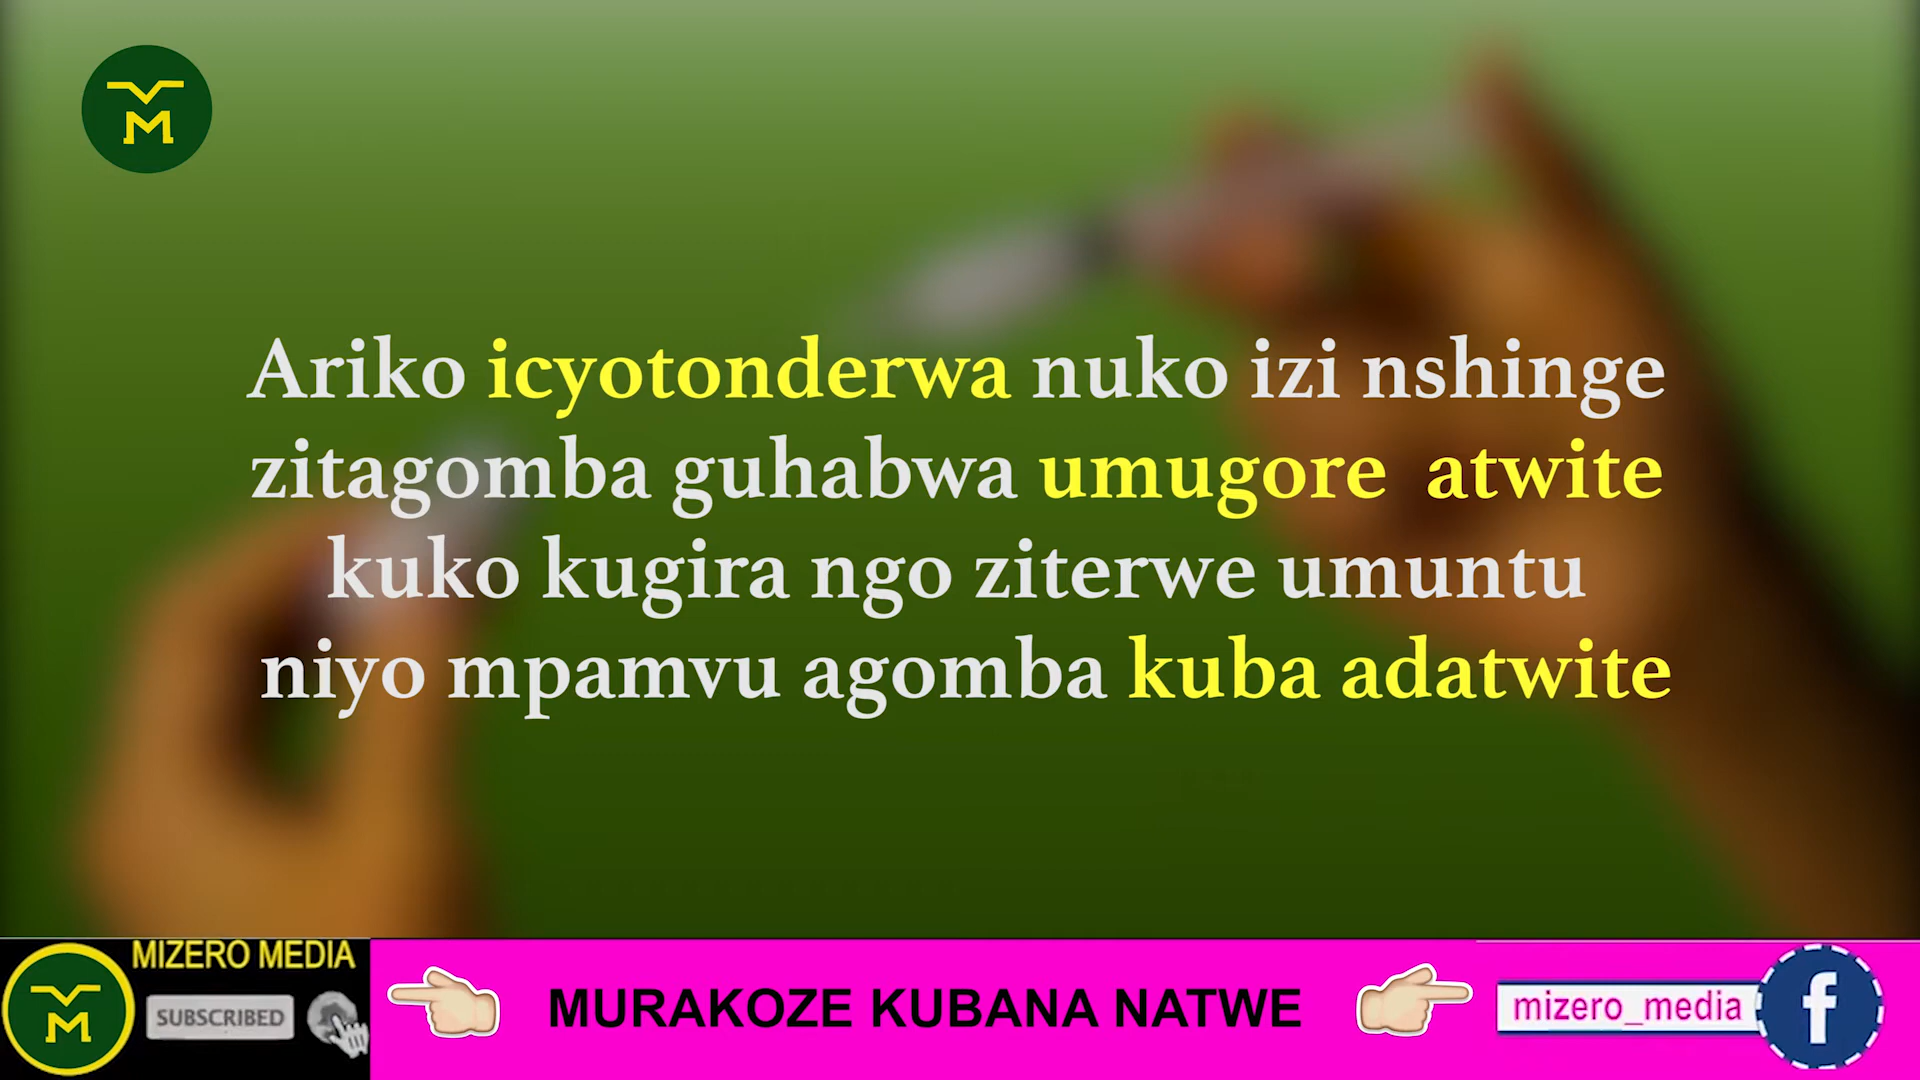 Ariko icyotonderwa nuko izi nshinge
zitagomba guhabwa umugore atwite
kuko kugira ngo ziterwe umuntu
niyo mpamvu agomba kuba adatwite
MIZERO MEDIA
SUBSCRIBED
MURAKOZE KUBANA NATWE
mizero_media